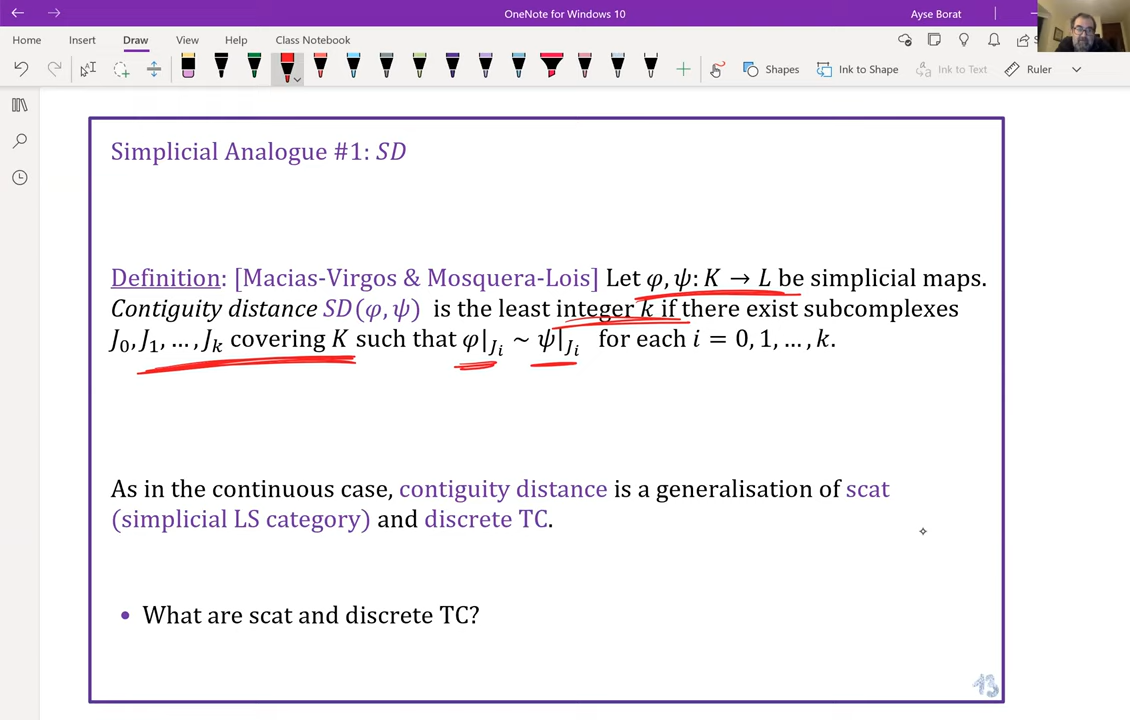 OneNote for Windows 10
Ayse Borat
Home Insert Draw View Help Class Notebook
Shapes Ink to Shape Ink to Text Ruler
Simplicial Analogue #1: SD
Definition: [Macias-Virgos & Mosquera-Lois] Let φ, ψ: K → L be simplicial maps.
Contiguity distance SD(φ, ψ) is the least integer k if there exist subcomplexes
J₀, J₁, … , Jₖ covering K such that φ|_{Jᵢ} ~ ψ|_{Jᵢ} for each i = 0, 1, … , k.
As in the continuous case, contiguity distance is a generalisation of scat
(simplicial LS category) and discrete TC.
• What are scat and discrete TC?
13